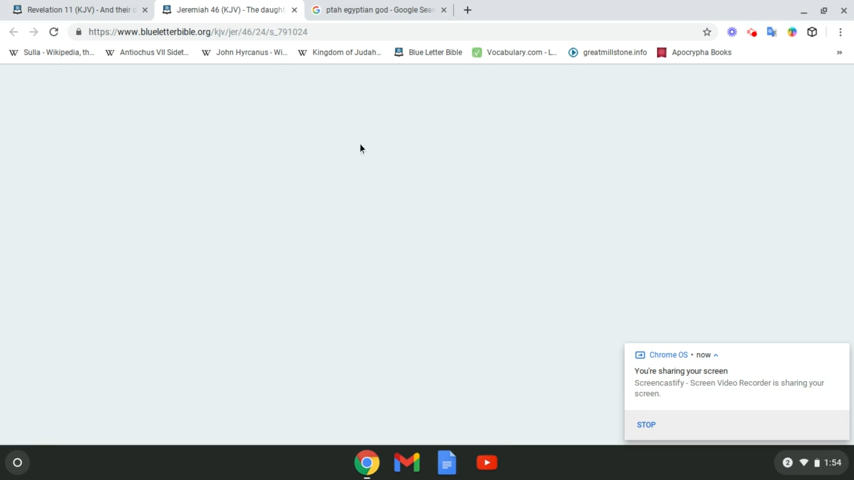 Revelation 11 (KJV) - And their d
Jeremiah 46 (KJV) - The daught
ptah egyptian god - Google Sea
https://www.blueletterbible.org/kjv/jer/46/24/s_791024
Sulla - Wikipedia, th...
Antiochus VII Sidet...
John Hyrcanus - Wi...
Kingdom of Judah...
Blue Letter Bible
Vocabulary.com - L...
greatmillstone.info
Apocrypha Books
»
Chrome OS • now
You're sharing your screen
Screencastify - Screen Video Recorder is sharing your
screen.
STOP
2
1:54